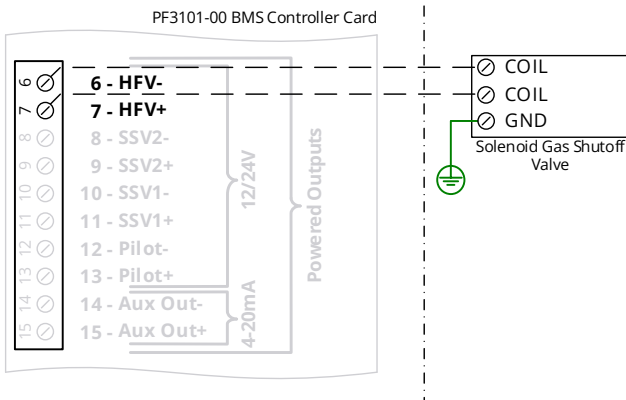 PF3101-00 BMS Controller Card
6 6 - HFV- COIL
7 7 - HFV+ COIL
GND
8 8 - SSV2-
9 9 - SSV2+
10 10 - SSV1-
11 11 - SSV1+
12 12 - Pilot-
13 13 - Pilot+
14 14 - Aux Out-
15 15 - Aux Out+
12/24V
4-20mA
Powered Outputs
Solenoid Gas Shutoff
Valve